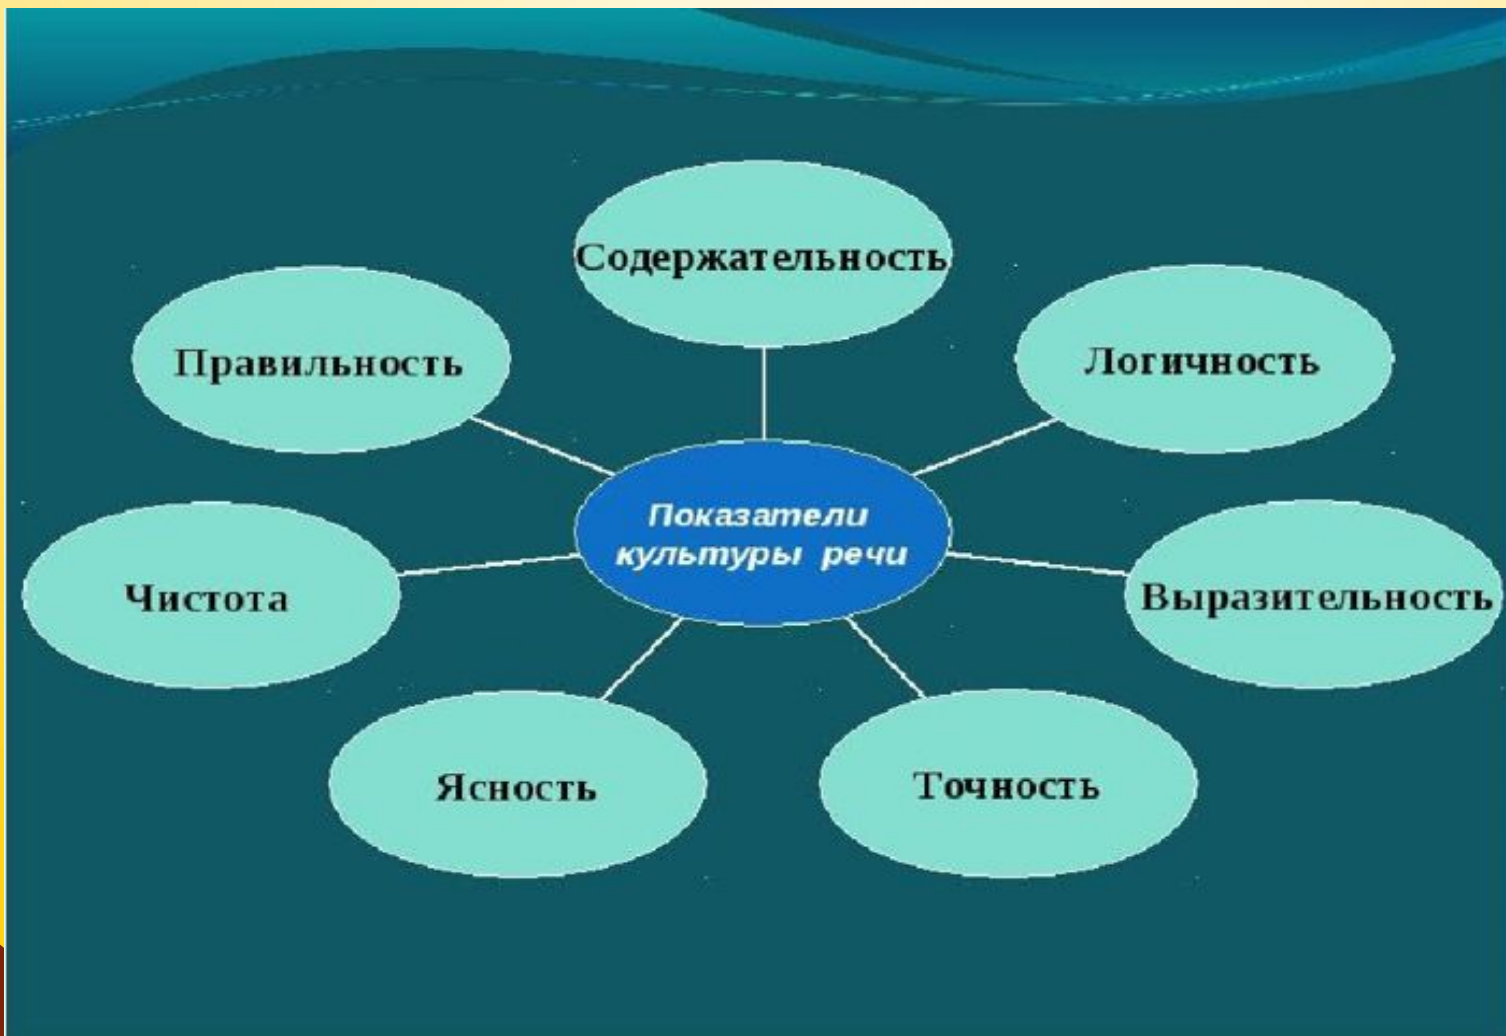 Содержательность
Правильность
Логичность
Показатели
культуры речи
Чистота
Выразительность
Ясность
Точность